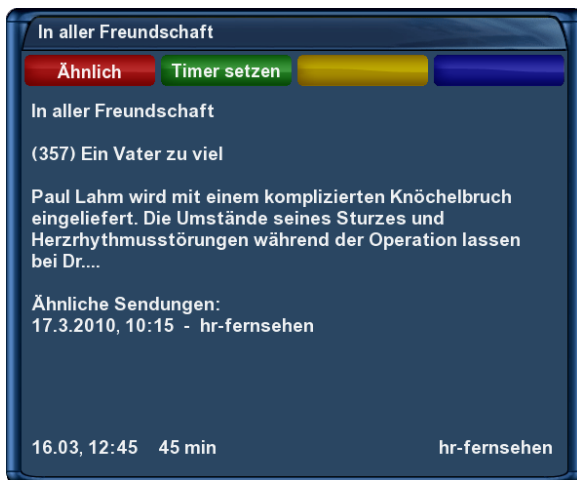 In aller Freundschaft
Ähnlich Timer setzen
In aller Freundschaft
(357) Ein Vater zu viel
Paul Lahm wird mit einem komplizierten Knöchelbruch
eingeliefert. Die Umstände seines Sturzes und
Herzrhythmusstörungen während der Operation lassen
bei Dr....
Ähnliche Sendungen:
17.3.2010, 10:15 - hr-fernsehen
16.03, 12:45 45 min hr-fernsehen